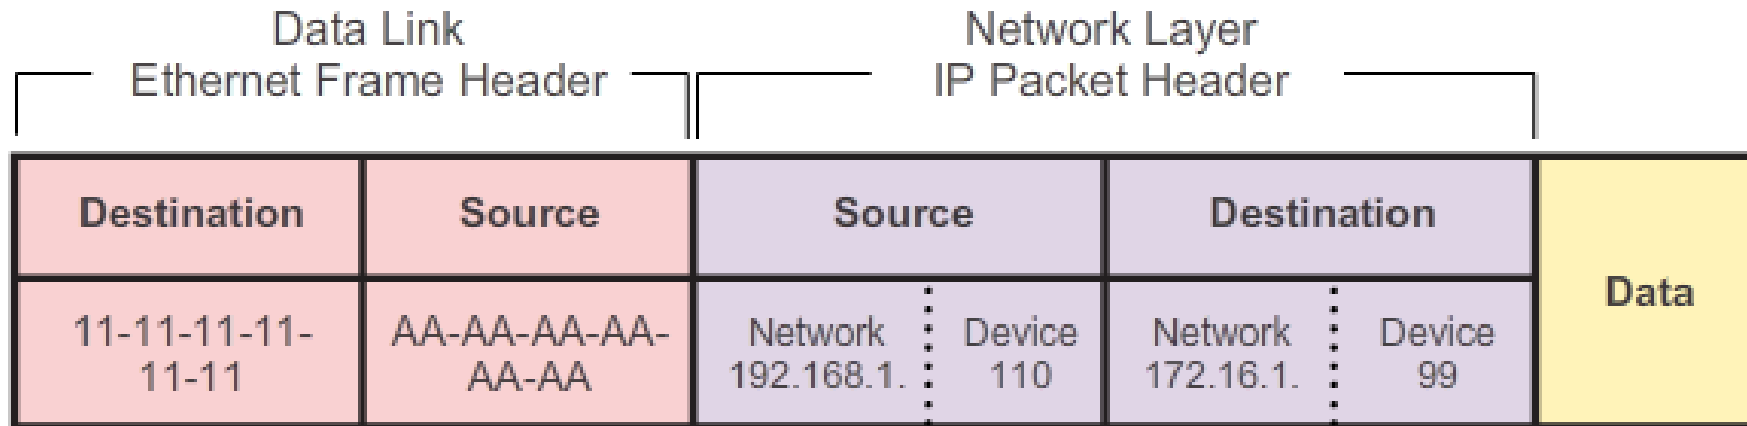 Data Link
Ethernet Frame Header
Network Layer
IP Packet Header
Destination
Source
Source
Destination
Data
11-11-11-11-
11-11
AA-AA-AA-AA-
AA-AA
Network
192.168.1.
Device
110
Network
172.16.1.
Device
99